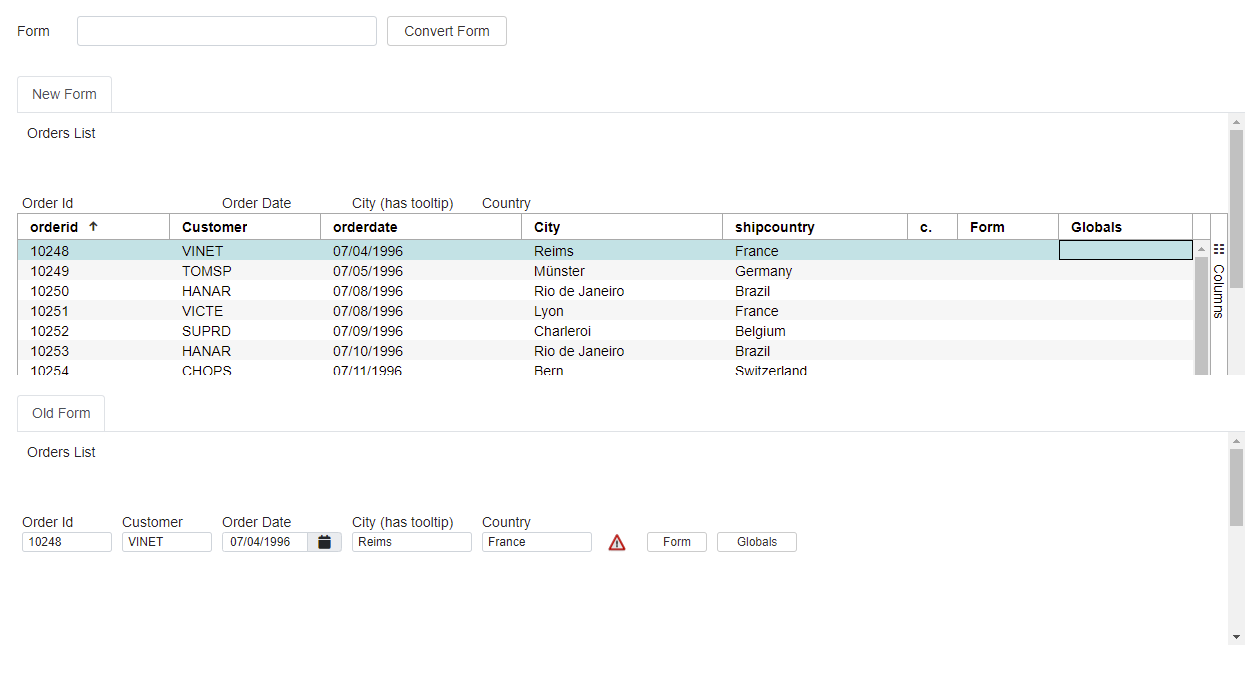 Form Convert Form
New Form
Orders List
Order Id Order Date City (has tooltip) Country
orderid Customer orderdate City shipcountry c. Form Globals
10248 VINET 07/04/1996 Reims France
10249 TOMSP 07/05/1996 Münster Germany
10250 HANAR 07/08/1996 Rio de Janeiro Brazil
10251 VICTE 07/08/1996 Lyon France
10252 SUPRD 07/09/1996 Charleroi Belgium
10253 HANAR 07/10/1996 Rio de Janeiro Brazil
10254 CHOPS 07/11/1996 Bern Switzerland
Columns
Old Form
Orders List
Order Id Customer Order Date City (has tooltip) Country
10248 VINET 07/04/1996 Reims France Form Globals